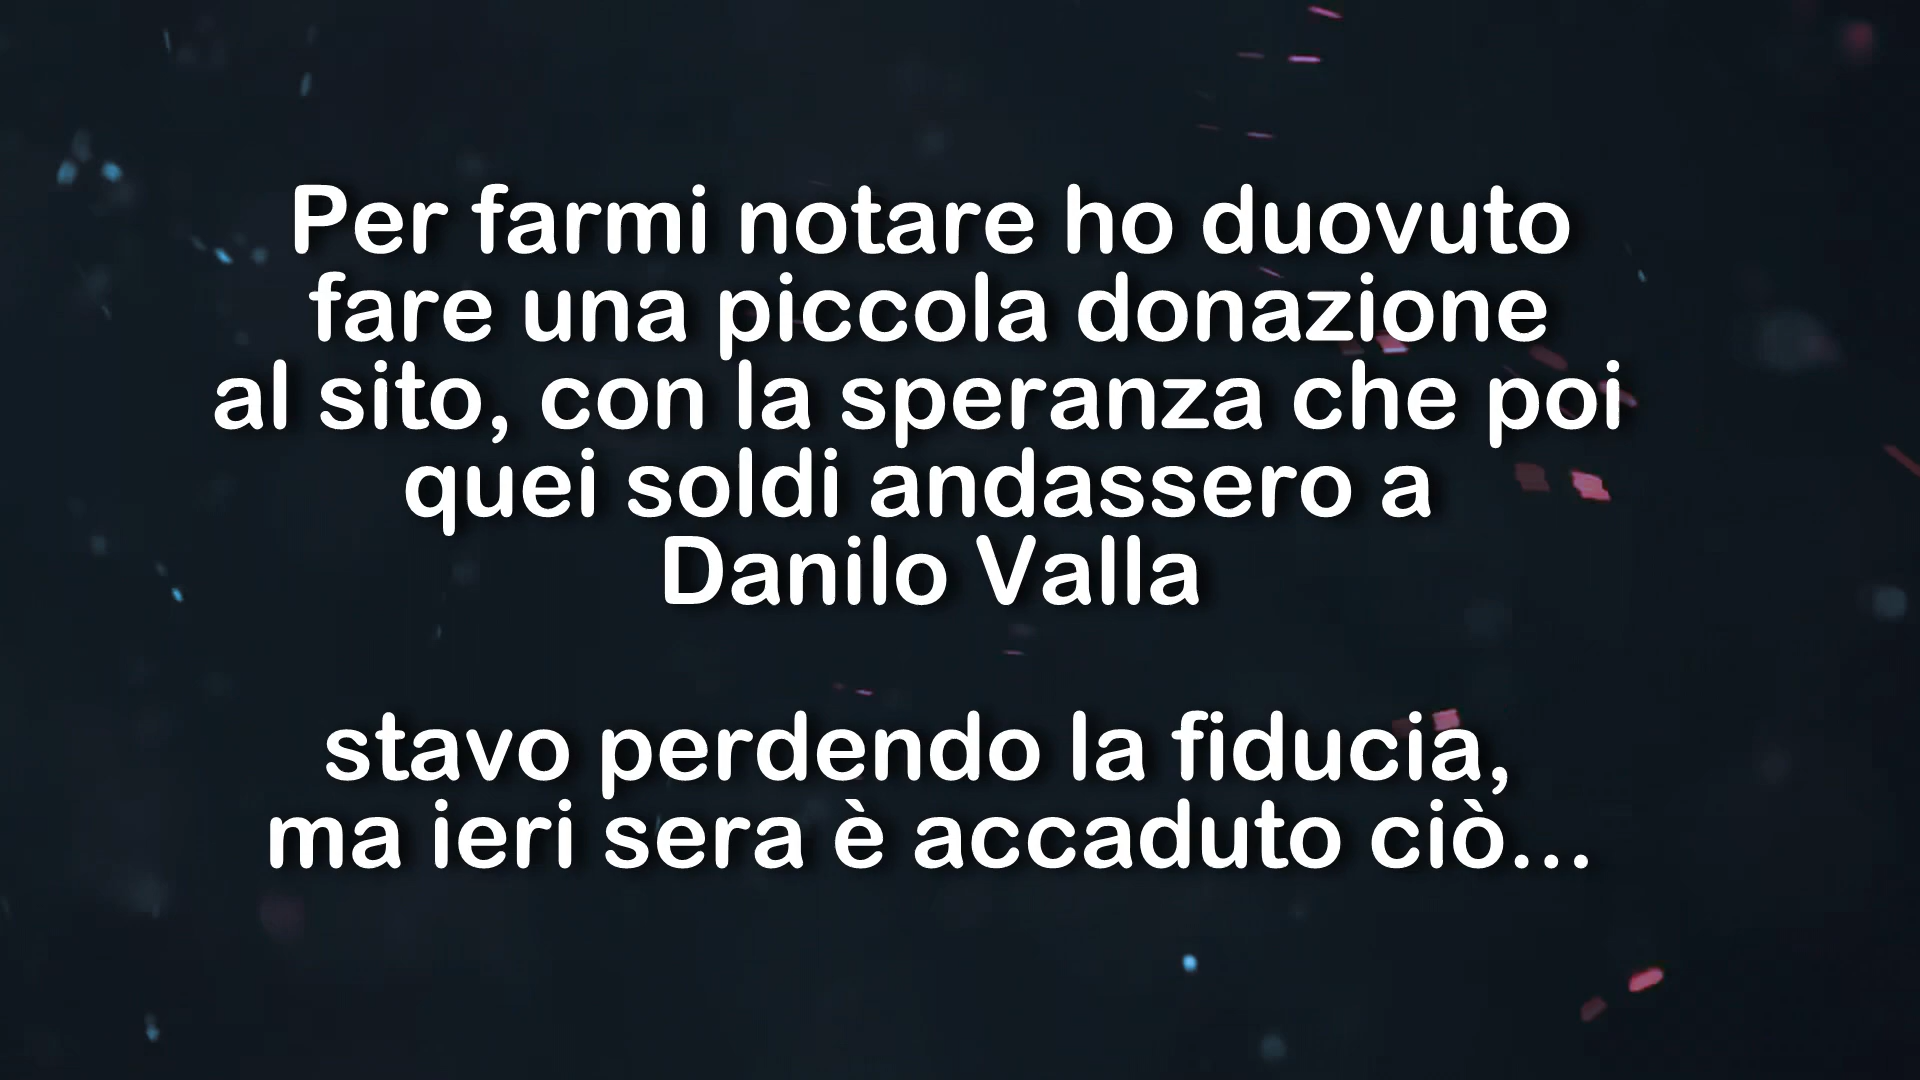 Per farmi notare ho duovuto
fare una piccola donazione
al sito, con la speranza che poi
quei soldi andassero a
Danilo Valla
stavo perdendo la fiducia,
ma ieri sera è accaduto ciò...